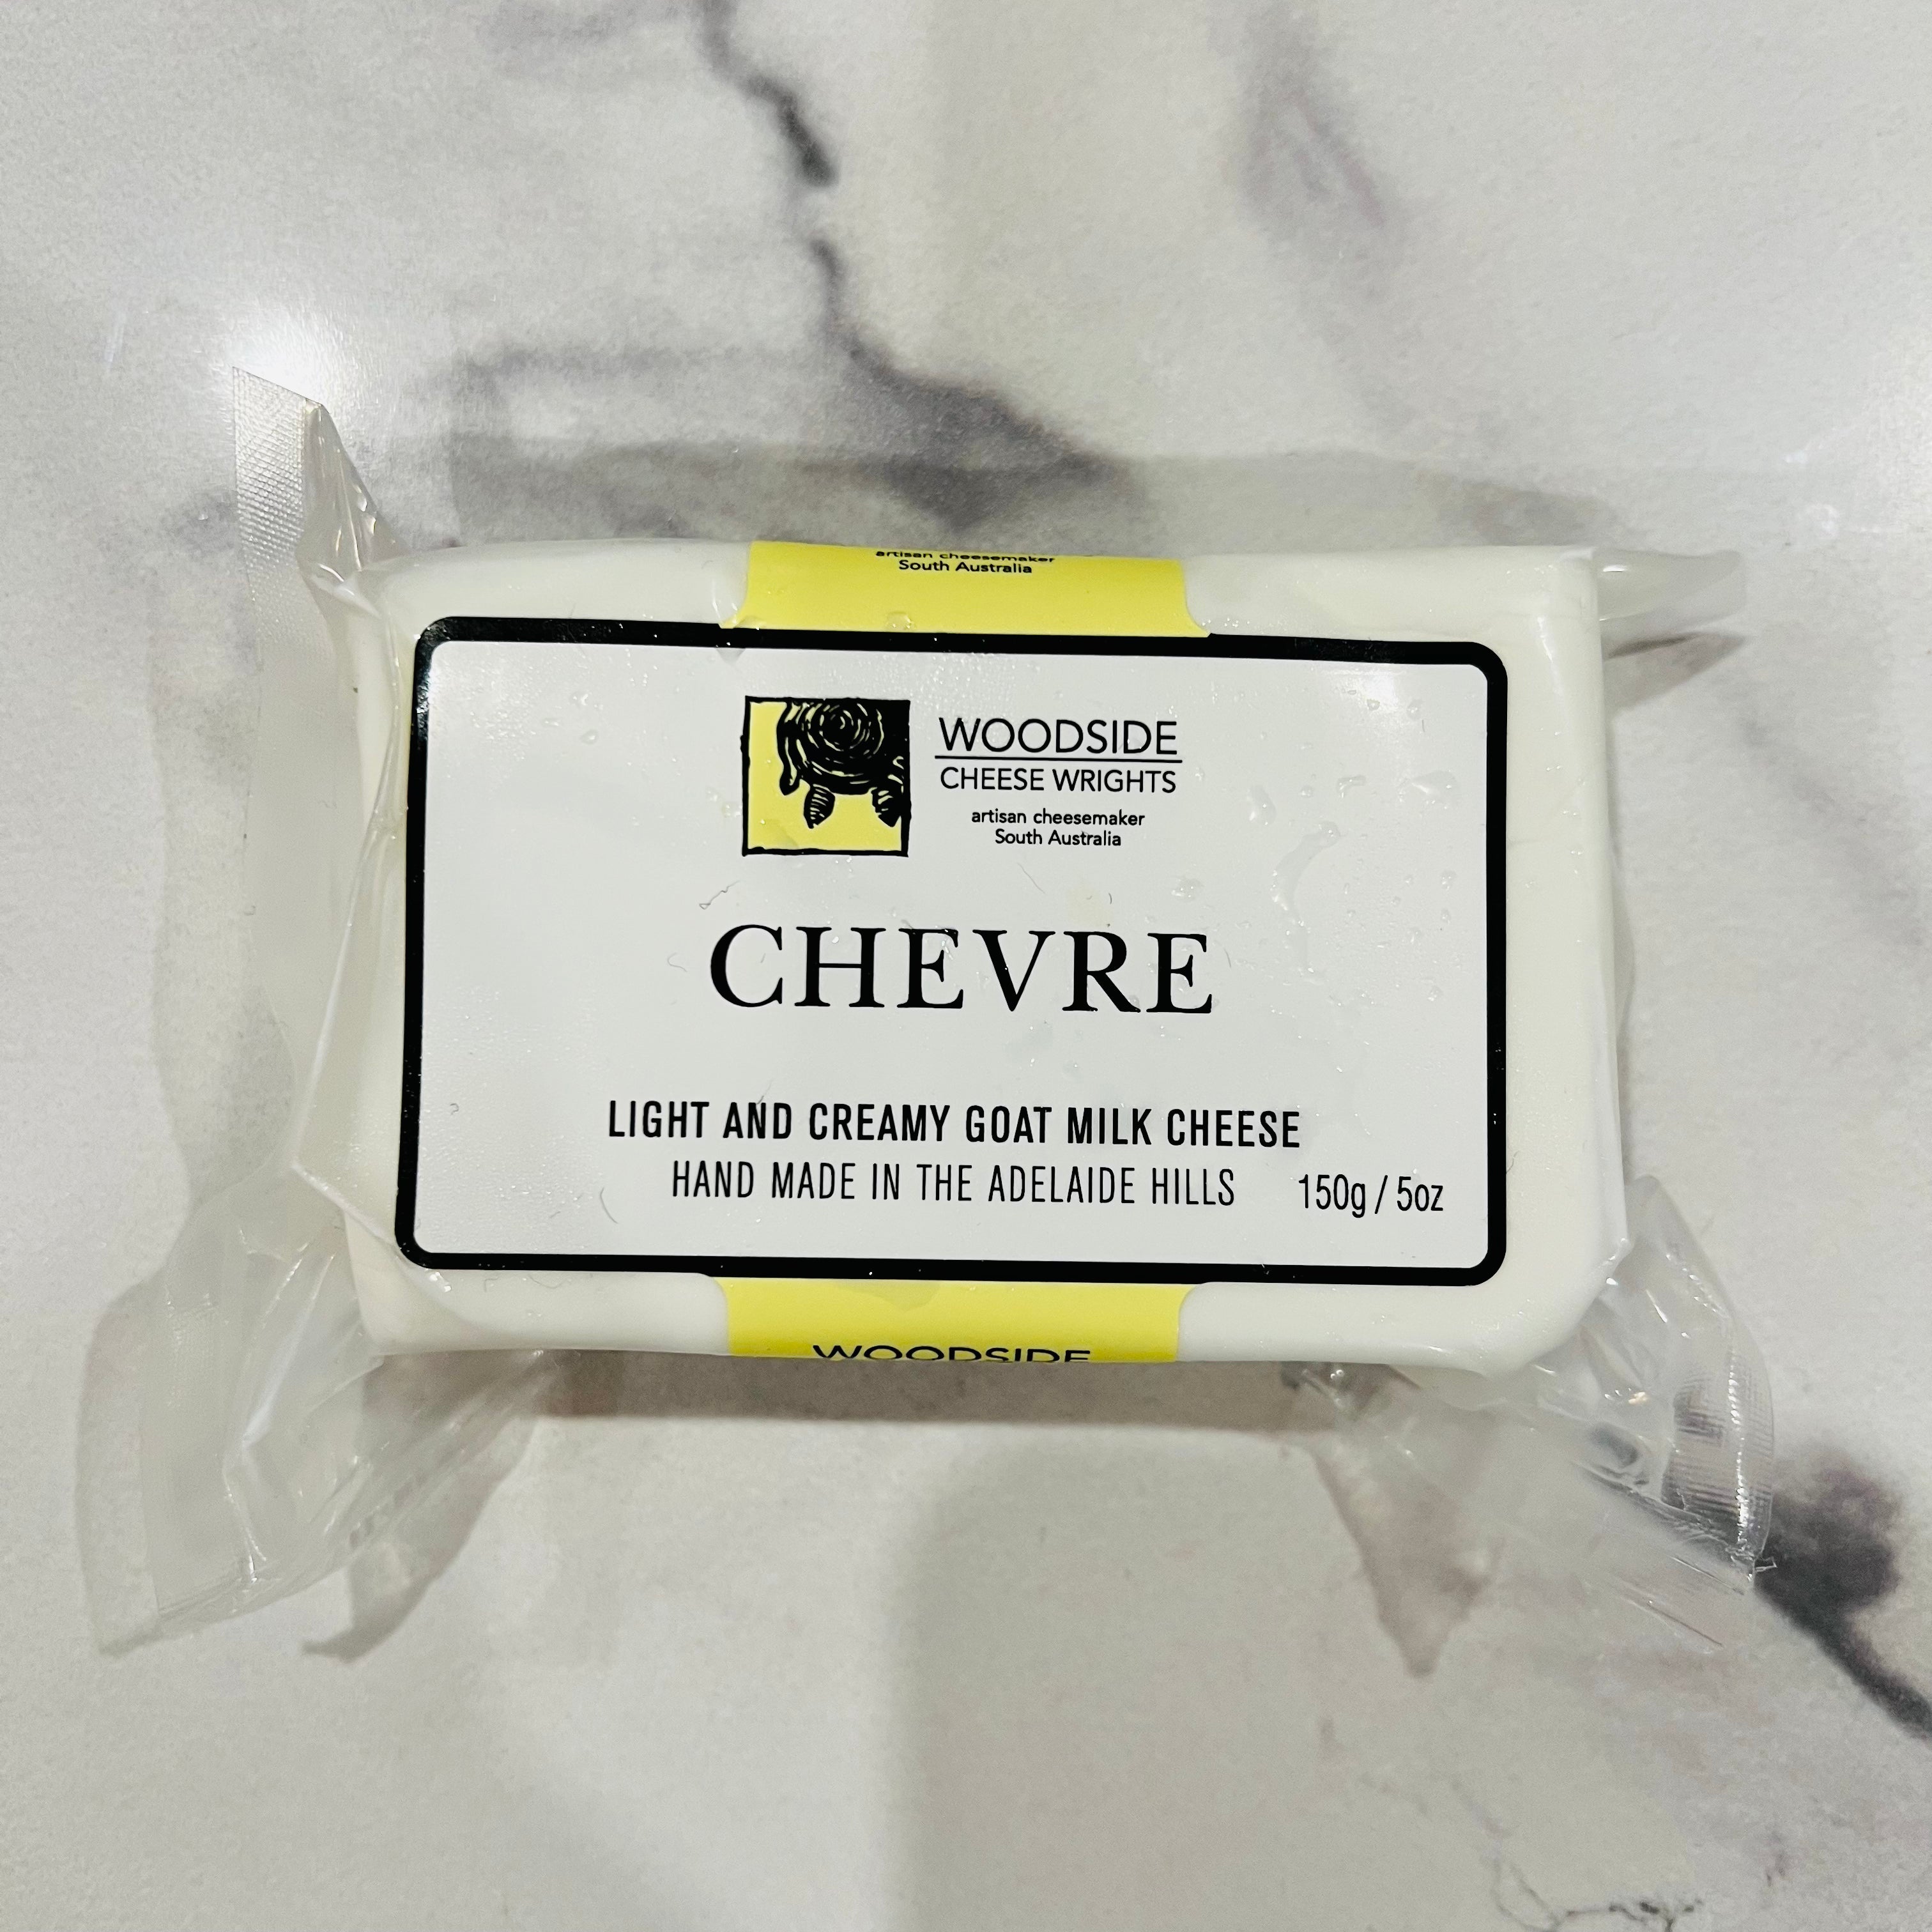 artisan cheesemaker
South Australia
WOODSIDE
CHEESE WRIGHTS
artisan cheesemaker
South Australia
CHEVRE
LIGHT AND CREAMY GOAT MILK CHEESE
HAND MADE IN THE ADELAIDE HILLS 150g / 5oz
WOODSIDE